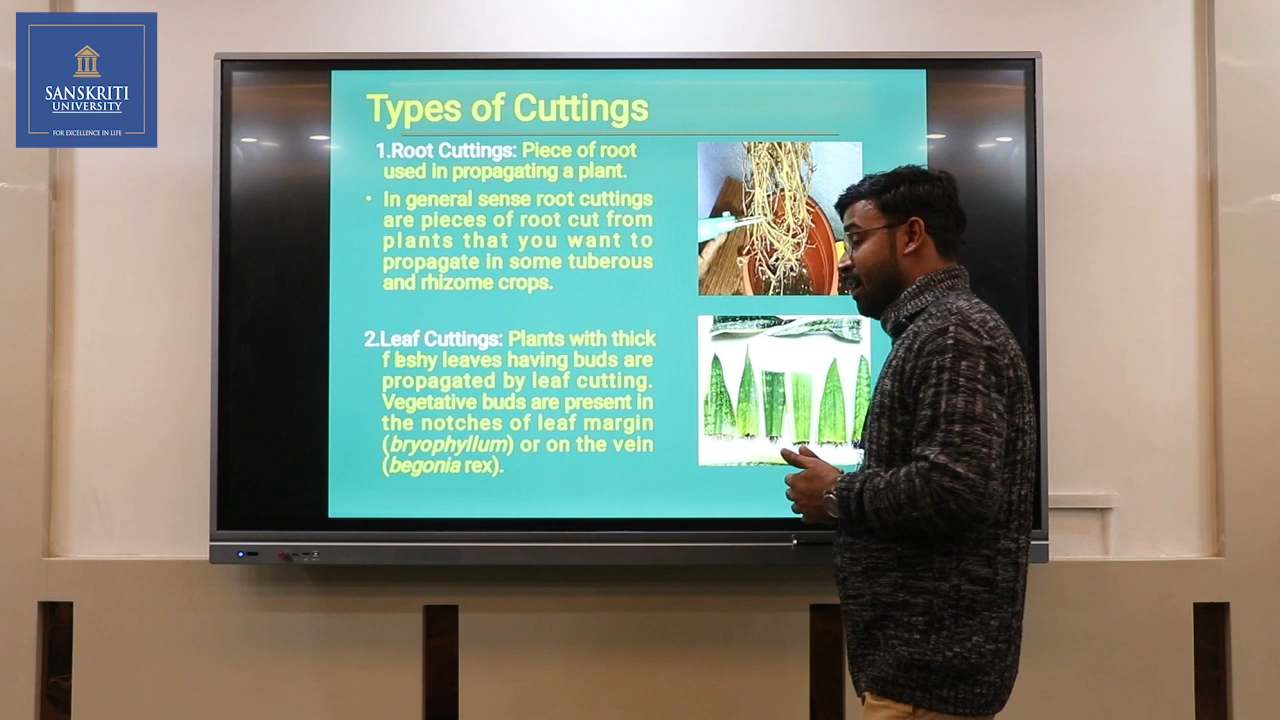 SANSKRITI
UNIVERSITY
FOR EXCELLENCE IN LIFE
Types of Cuttings
1.Root Cuttings: Piece of root
used in propagating a plant.
• In general sense root cuttings
are pieces of root cut from
plants that you want to
propagate in some tuberous
and rhizome crops.
2.Leaf Cuttings: Plants with thick
fleshy leaves having buds are
propagated by leaf cutting.
Vegetative buds are present in
the notches of leaf margin
(bryophyllum) or on the vein
(begonia rex).